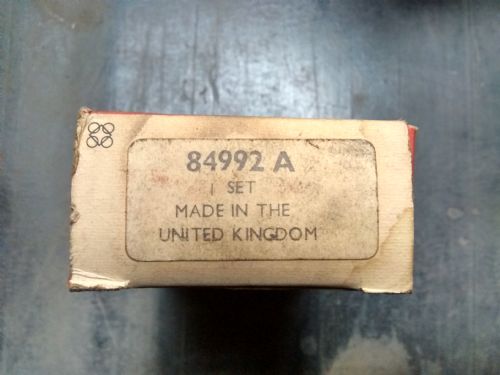 84992 A
1 SET
MADE IN THE
UNITED KINGDOM